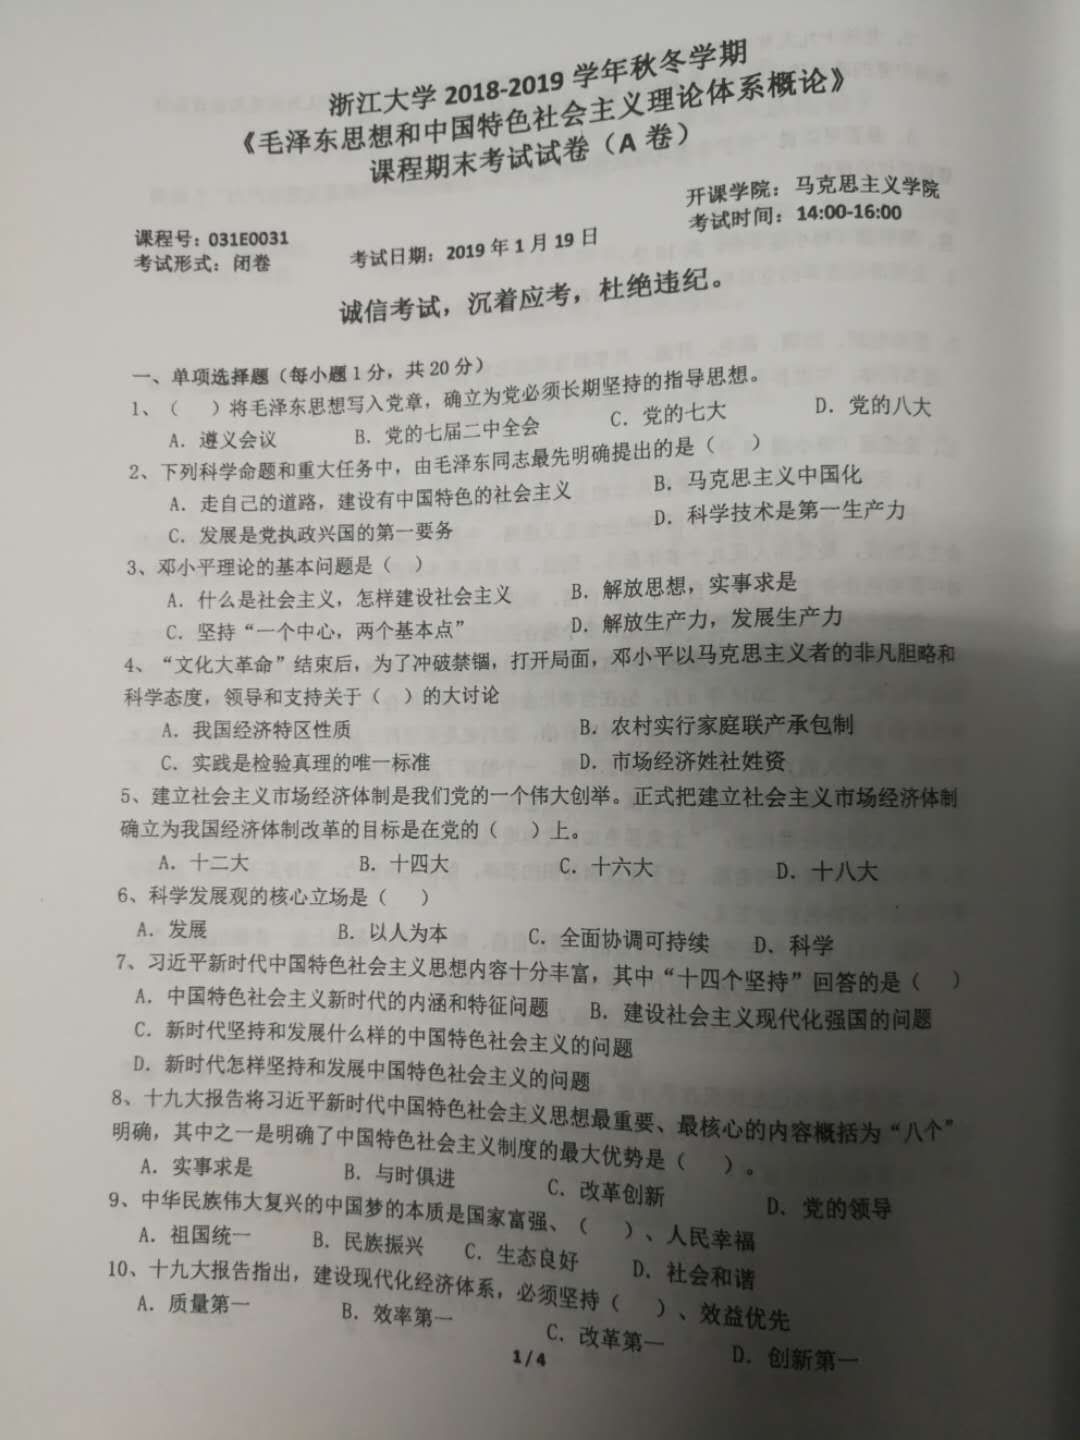 浙江大学 2018-2019 学年秋冬学期
《毛泽东思想和中国特色社会主义理论体系概论》
课程期末考试试卷（A 卷）
课程号：031E0031
开课学院：马克思主义学院
考试形式：闭卷
考试日期：2019 年 1 月 19 日
考试时间：14:00-16:00
诚信考试，沉着应考，杜绝违纪。
一、单项选择题（每小题 1 分，共 20 分）
1、（ ）将毛泽东思想写入党章，确立为党必须长期坚持的指导思想。
A．遵义会议 B．党的七届二中全会 C．党的七大 D．党的八大
2、下列科学命题和重大任务中，由毛泽东同志最先明确提出的是（ ）
A．走自己的道路，建设有中国特色的社会主义 B．马克思主义中国化
C．发展是党执政兴国的第一要务 D．科学技术是第一生产力
3、邓小平理论的基本问题是（ ）
A．什么是社会主义，怎样建设社会主义 B．解放思想，实事求是
C．坚持“一个中心，两个基本点” D．解放生产力，发展生产力
4、“文化大革命”结束后，为了冲破禁锢，打开局面，邓小平以马克思主义者的非凡胆略和
科学态度，领导和支持关于（ ）的大讨论
A．我国经济特区性质 B．农村实行家庭联产承包制
C．实践是检验真理的唯一标准 D．市场经济姓社姓资
5、建立社会主义市场经济体制是我们党的一个伟大创举。正式把建立社会主义市场经济体制
确立为我国经济体制改革的目标是在党的（ ）上。
A．十二大 B．十四大 C．十六大 D．十八大
6、科学发展观的核心立场是（ ）
A．发展 B．以人为本 C．全面协调可持续 D．科学
7、习近平新时代中国特色社会主义思想内容十分丰富，其中“十四个坚持”回答的是（ ）
A．中国特色社会主义新时代的内涵和特征问题 B．建设社会主义现代化强国的问题
C．新时代坚持和发展什么样的中国特色社会主义的问题
D．新时代怎样坚持和发展中国特色社会主义的问题
8、十九大报告将习近平新时代中国特色社会主义思想最重要、最核心的内容概括为“八个”
明确，其中之一是明确了中国特色社会主义制度的最大优势是（ ）。
A．实事求是 B．与时俱进 C．改革创新 D．党的领导
9、中华民族伟大复兴的中国梦的本质是国家富强、（ ）、人民幸福
A．祖国统一 B．民族振兴 C．生态良好 D．社会和谐
10、十九大报告指出，建设现代化经济体系，必须坚持（ ）、效益优先
A．质量第一 B．效率第一 C．改革第一 D．创新第一
1 / 4